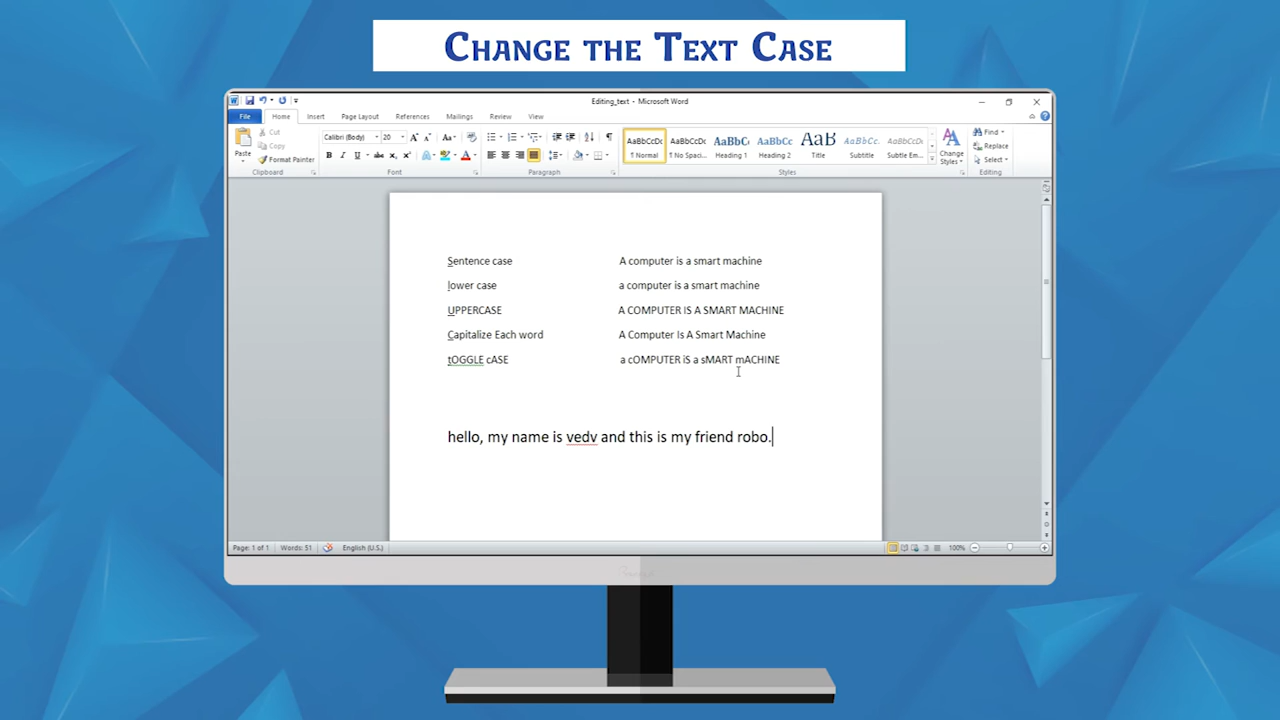 Change the Text Case
Editing_text - Microsoft Word
File Home Insert Page Layout References Mailings Review View
Paste
Cut
Copy
Format Painter
Clipboard
Calibri (Body) 20
B I U abc x₂ x² A A
Font
Paragraph
AaBbCcDc AaBbCcDc AaBbC AaBbCc AaB AaBbCc. AaBbCcDc
¶ Normal ¶ No Spaci... Heading 1 Heading 2 Title Subtitle Subtle Em...
Styles
Change Styles
Find
Replace
Select
Editing
Sentence case A computer is a smart machine
lower case a computer is a smart machine
UPPERCASE A COMPUTER IS A SMART MACHINE
Capitalize Each word A Computer Is A Smart Machine
tOGGLE cASE a cOMPUTER iS a sMART mACHINE
hello, my name is vedv and this is my friend robo.
Page: 1 of 1 Words: 51 English (U.S.) 100%